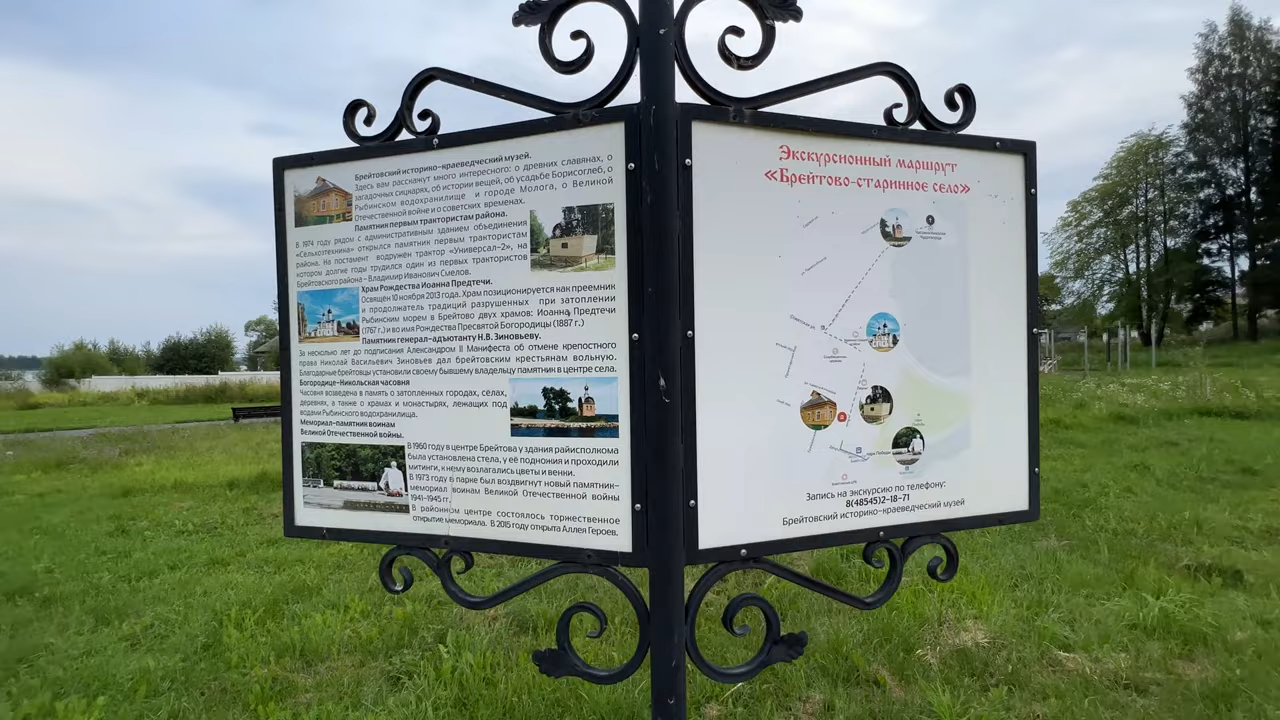 Брейтовский историко-краеведческий музей.
Здесь вам расскажут много интересного: о древних славянах, о
загадочных сицкарях, об истории вещей, об усадьбе Борисоглеб, о
Рыбинском водохранилище и городе Молога, о Великой
Отечественной войне и о советских временах.
Памятник первым трактористам района.
В 1974 году рядом с административным зданием объединения
«Сельхозтехника» открылся памятник первым трактористам
района. На постамент водружен трактор «Универсал-2», на
котором долгие годы трудился один из первых трактористов
Брейтовского района - Владимир Иванович Смелов.
Храм Рождества Иоанна Предтечи.
Освящён 10 ноября 2013 года. Храм позиционируется как преемник
и продолжатель традиций разрушенных при затоплении
Рыбинским морем в Брейтово двух храмов: Иоанна Предтечи
(1767 г.) и во имя Рождества Пресвятой Богородицы (1887 г.)
Памятник генерал-адъютанту Н.В. Зиновьеву.
За несколько лет до подписания Александром II Манифеста об отмене крепостного
права Николай Васильевич Зиновьев дал брейтовским крестьянам вольную.
Благодарные брейтовцы установили своему бывшему владельцу памятник в центре села.
Богородице-Никольская часовня
Часовня возведена в память о затопленных городах, сёлах,
деревнях, а также о храмах и монастырях, лежащих под
водами Рыбинского водохранилища.
Мемориал-памятник воинам
Великой Отечественной войны.
В 1960 году в центре Брейтова у здания райисполкома
была установлена стела, у её подножия и проходили
митинги, к нему возлагались цветы и венки.
В 1973 году в парке был воздвигнут новый памятник-
мемориал воинам Великой Отечественной войны
1941-1945 гг.
В районном центре состоялось торжественное
открытие мемориала. В 2015 году открыта Аллея Героев.
Экскурсионный маршрут
«Брейтово-старинное село»
Запись на экскурсию по телефону:
8(48545)2-18-71
Брейтовский историко-краеведческий музей